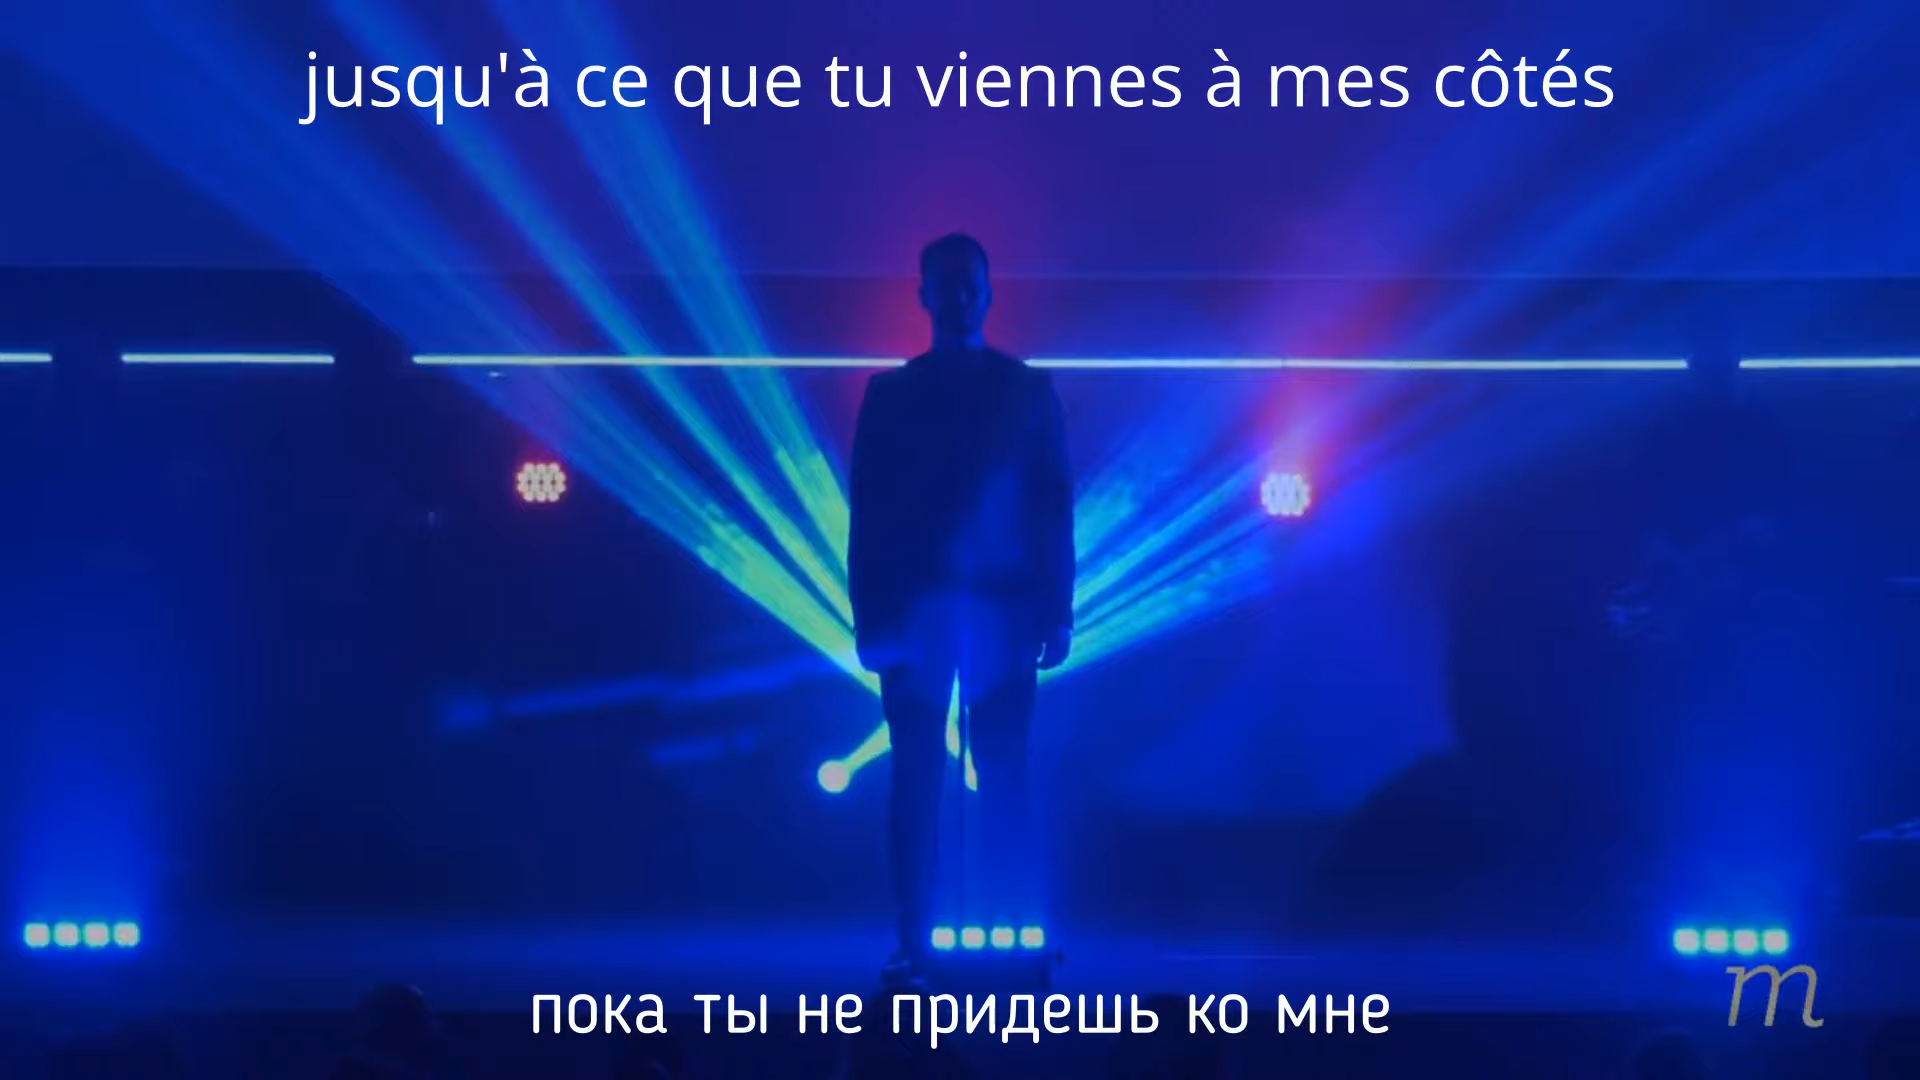 jusqu'à ce que tu viennes à mes côtés
пока ты не придешь ко мне
m